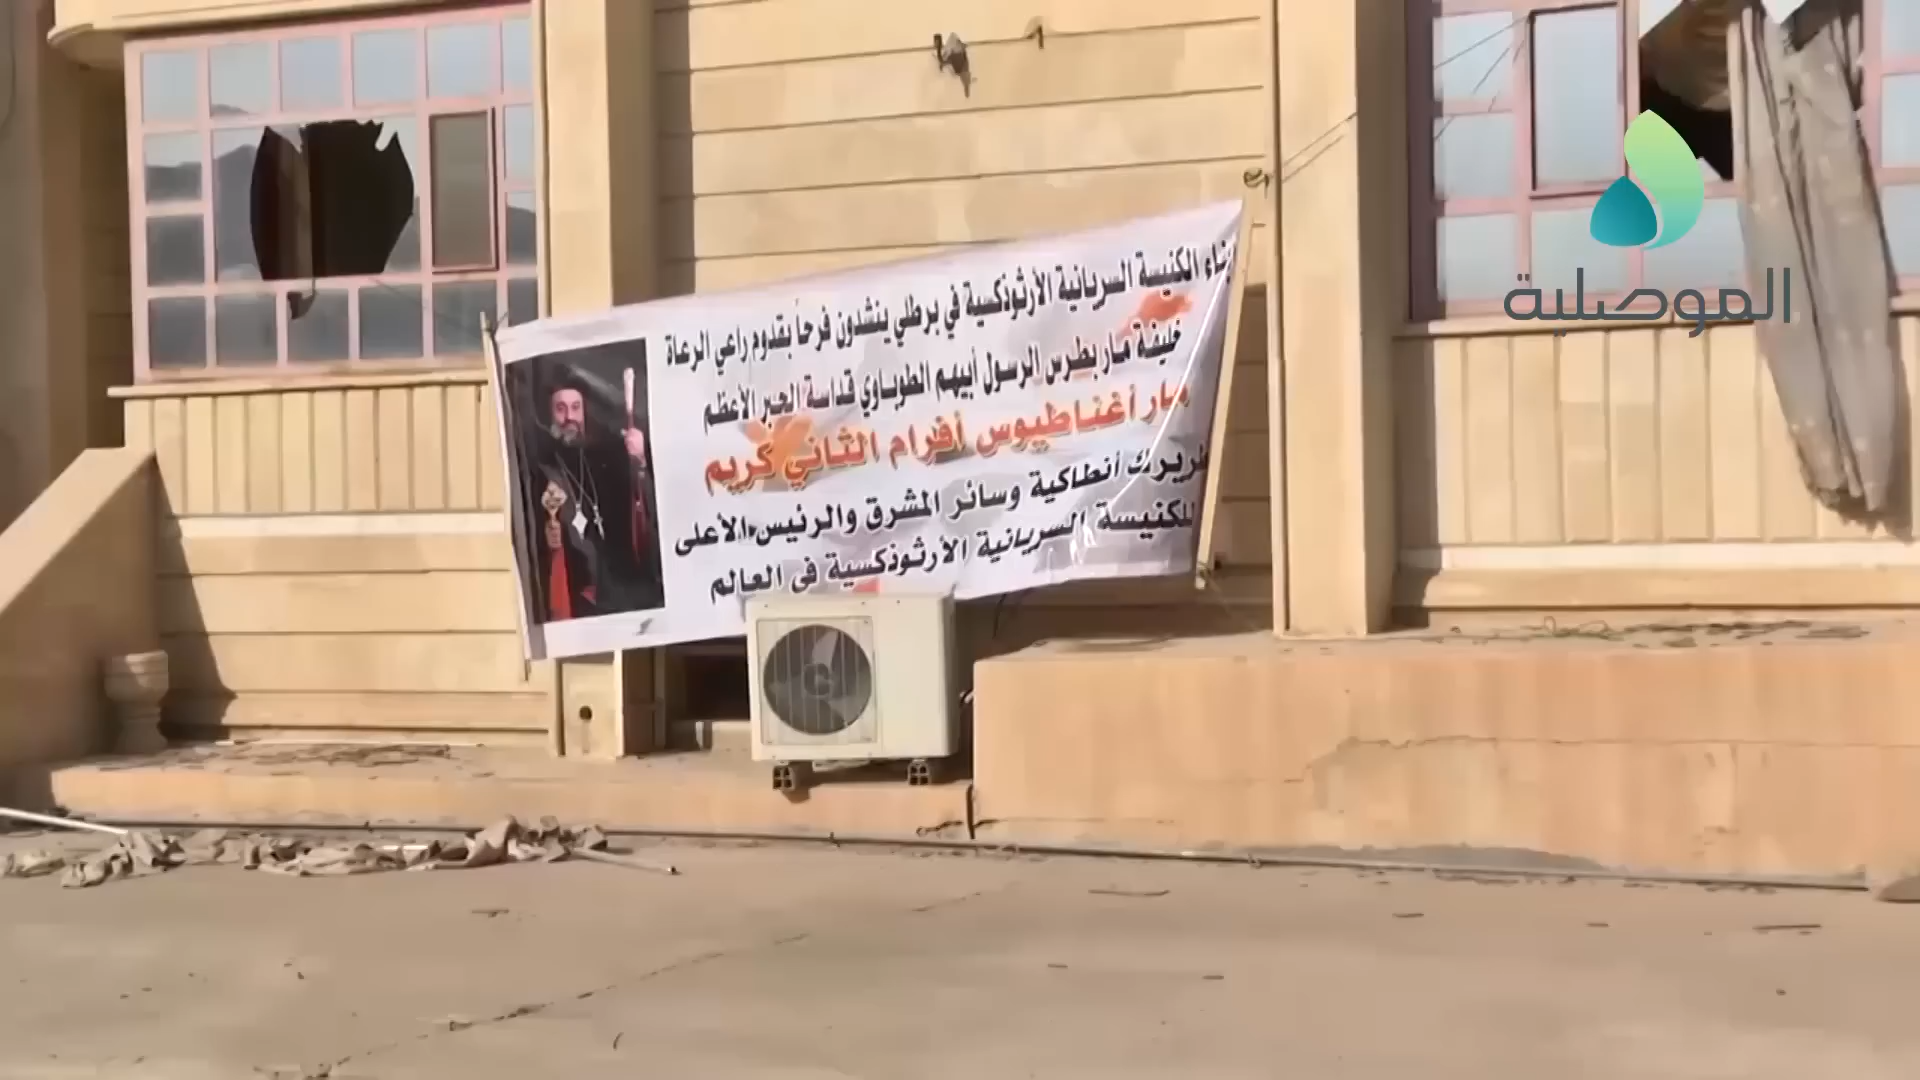 أبناء الكنيسة السريانية الأرثوذكسية في برطلي ينشدون فرحاً بقدوم راعي الرعاة
خليفة مار بطرس الرسول أبيهم الطوباوي قداسة الحبر الأعظم
مار أغناطيوس أفرام الثاني كريم
بطريرك أنطاكية وسائر المشرق والرئيس الأعلى
للكنيسة السريانية الأرثوذكسية في العالم
الموصلية